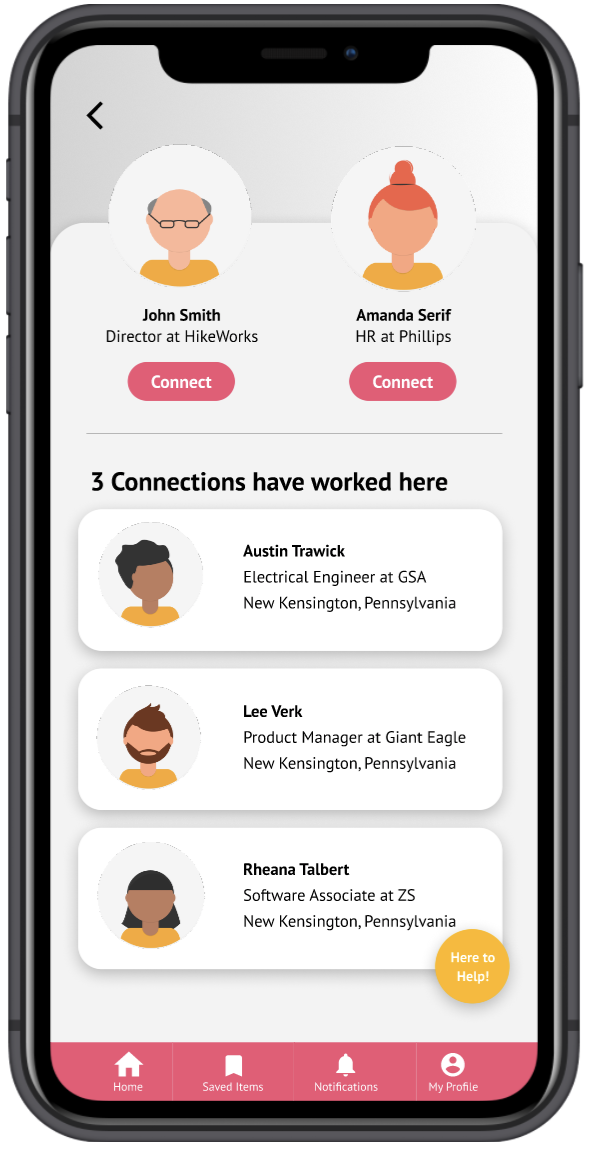 John Smith
Director at HikeWorks
Connect
Amanda Serif
HR at Phillips
Connect
3 Connections have worked here
Austin Trawick
Electrical Engineer at GSA
New Kensington, Pennsylvania
Lee Verk
Product Manager at Giant Eagle
New Kensington, Pennsylvania
Rheana Talbert
Software Associate at ZS
New Kensington, Pennsylvania
Here to
Help!
Home
Saved Items
Notifications
My Profile